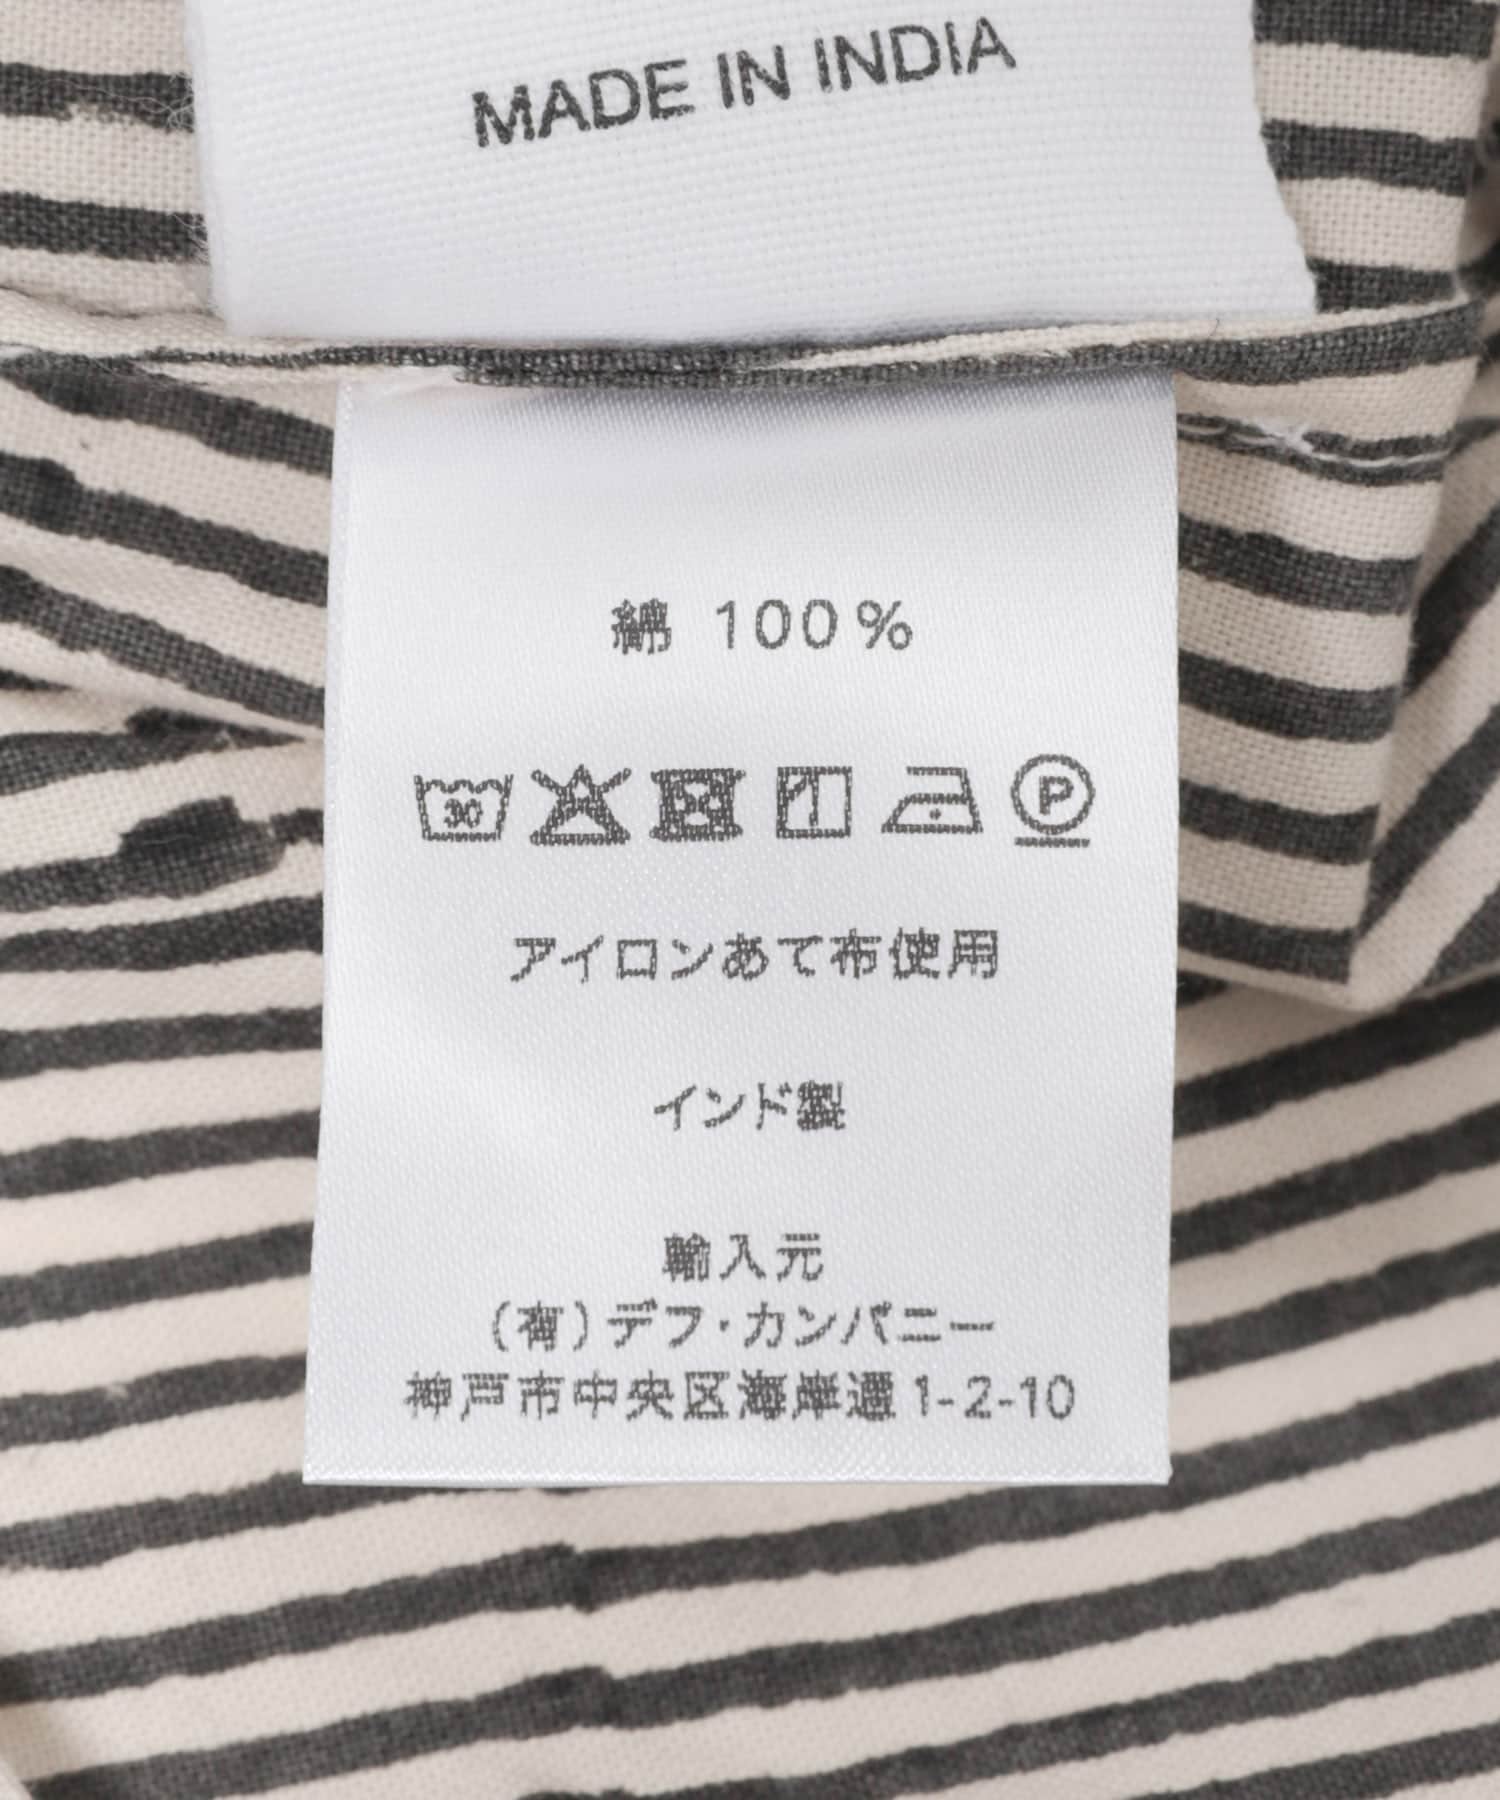 MADE IN INDIA
綿 100%
30 P
アイロンあて布使用
インド製
輸入元
(有)デフ・カンパニー
神戸市中央区海岸通1-2-10